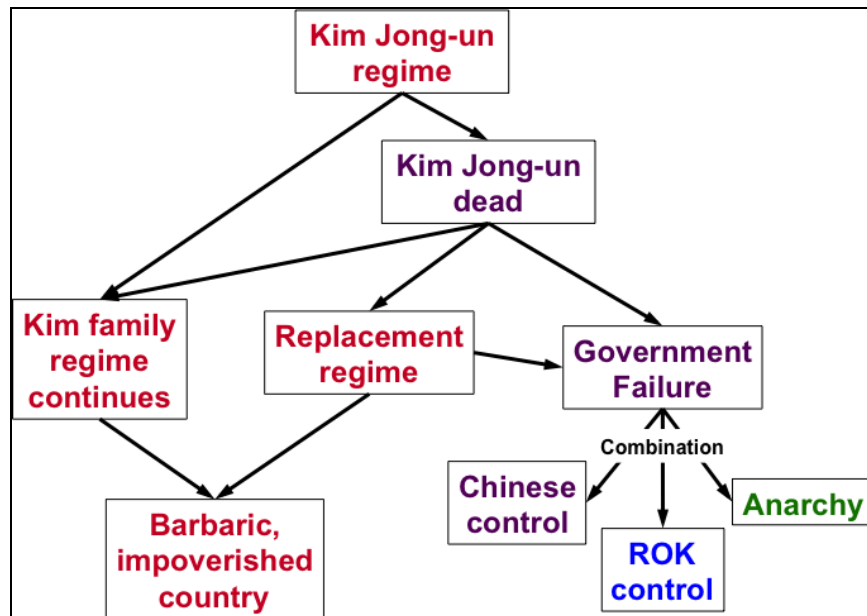 Kim Jong-un
regime
Kim Jong-un
dead
Kim family
regime
continues
Replacement
regime
Government
Failure
Combination
Chinese
control
Anarchy
ROK
control
Barbaric,
impoverished
country